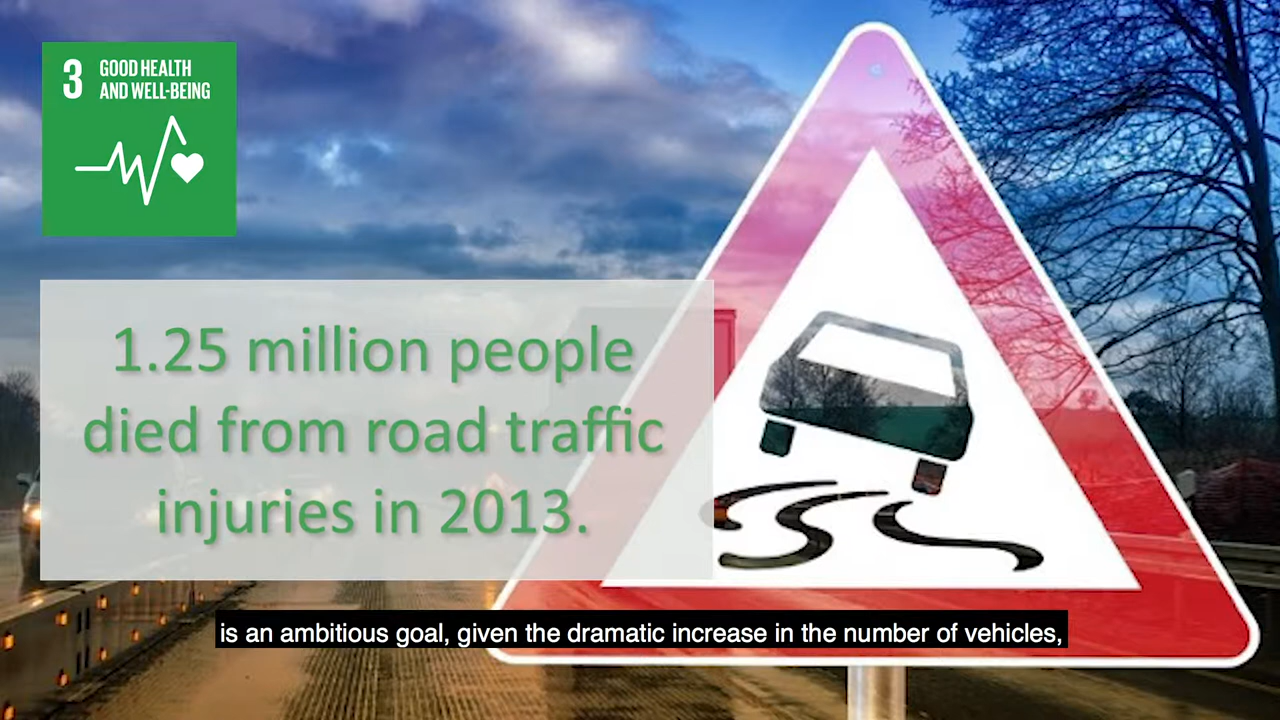 3 GOOD HEALTH
AND WELL-BEING
1.25 million people
died from road traffic
injuries in 2013.
is an ambitious goal, given the dramatic increase in the number of vehicles,